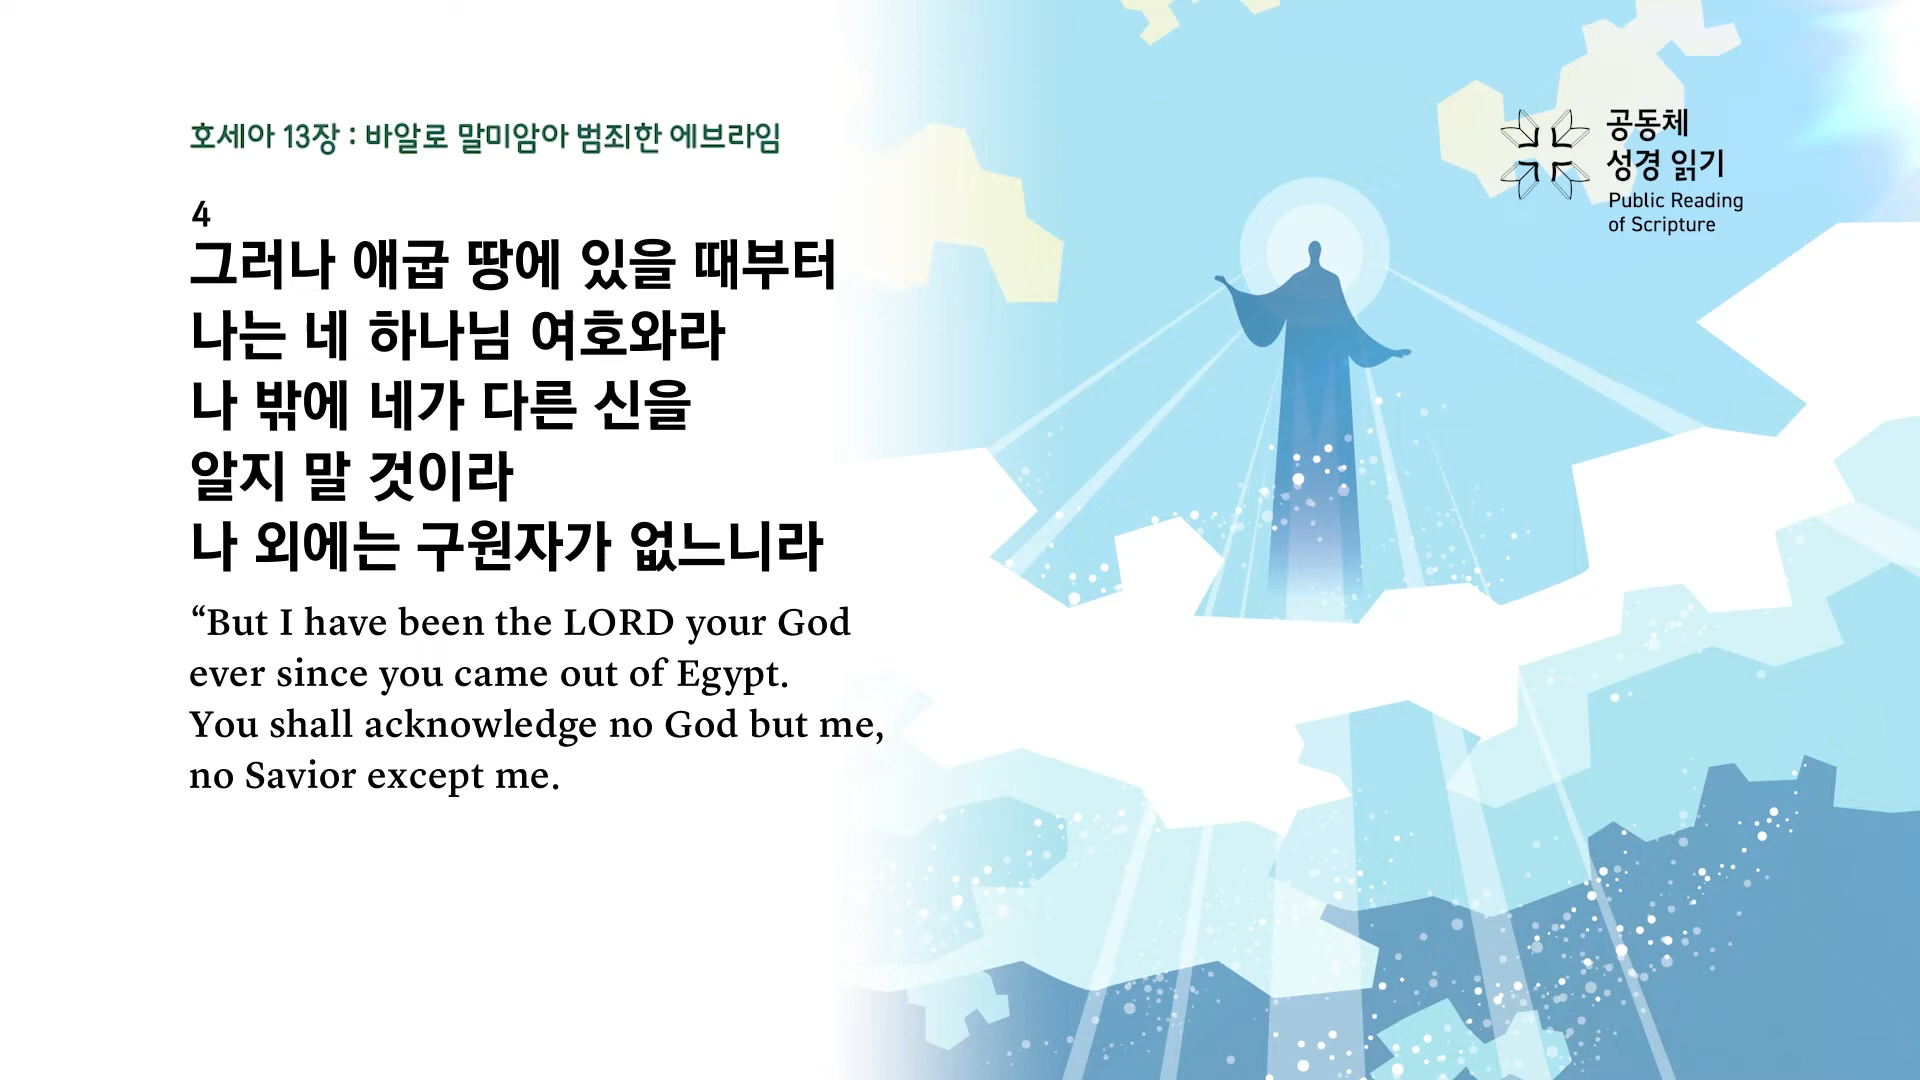 호세아 13장 : 바알로 말미암아 범죄한 에브라임
4
그러나 애굽 땅에 있을 때부터
나는 네 하나님 여호와라
나 밖에 네가 다른 신을
알지 말 것이라
나 외에는 구원자가 없느니라
“But I have been the LORD your God
ever since you came out of Egypt.
You shall acknowledge no God but me,
no Savior except me.
공동체
성경 읽기
Public Reading
of Scripture